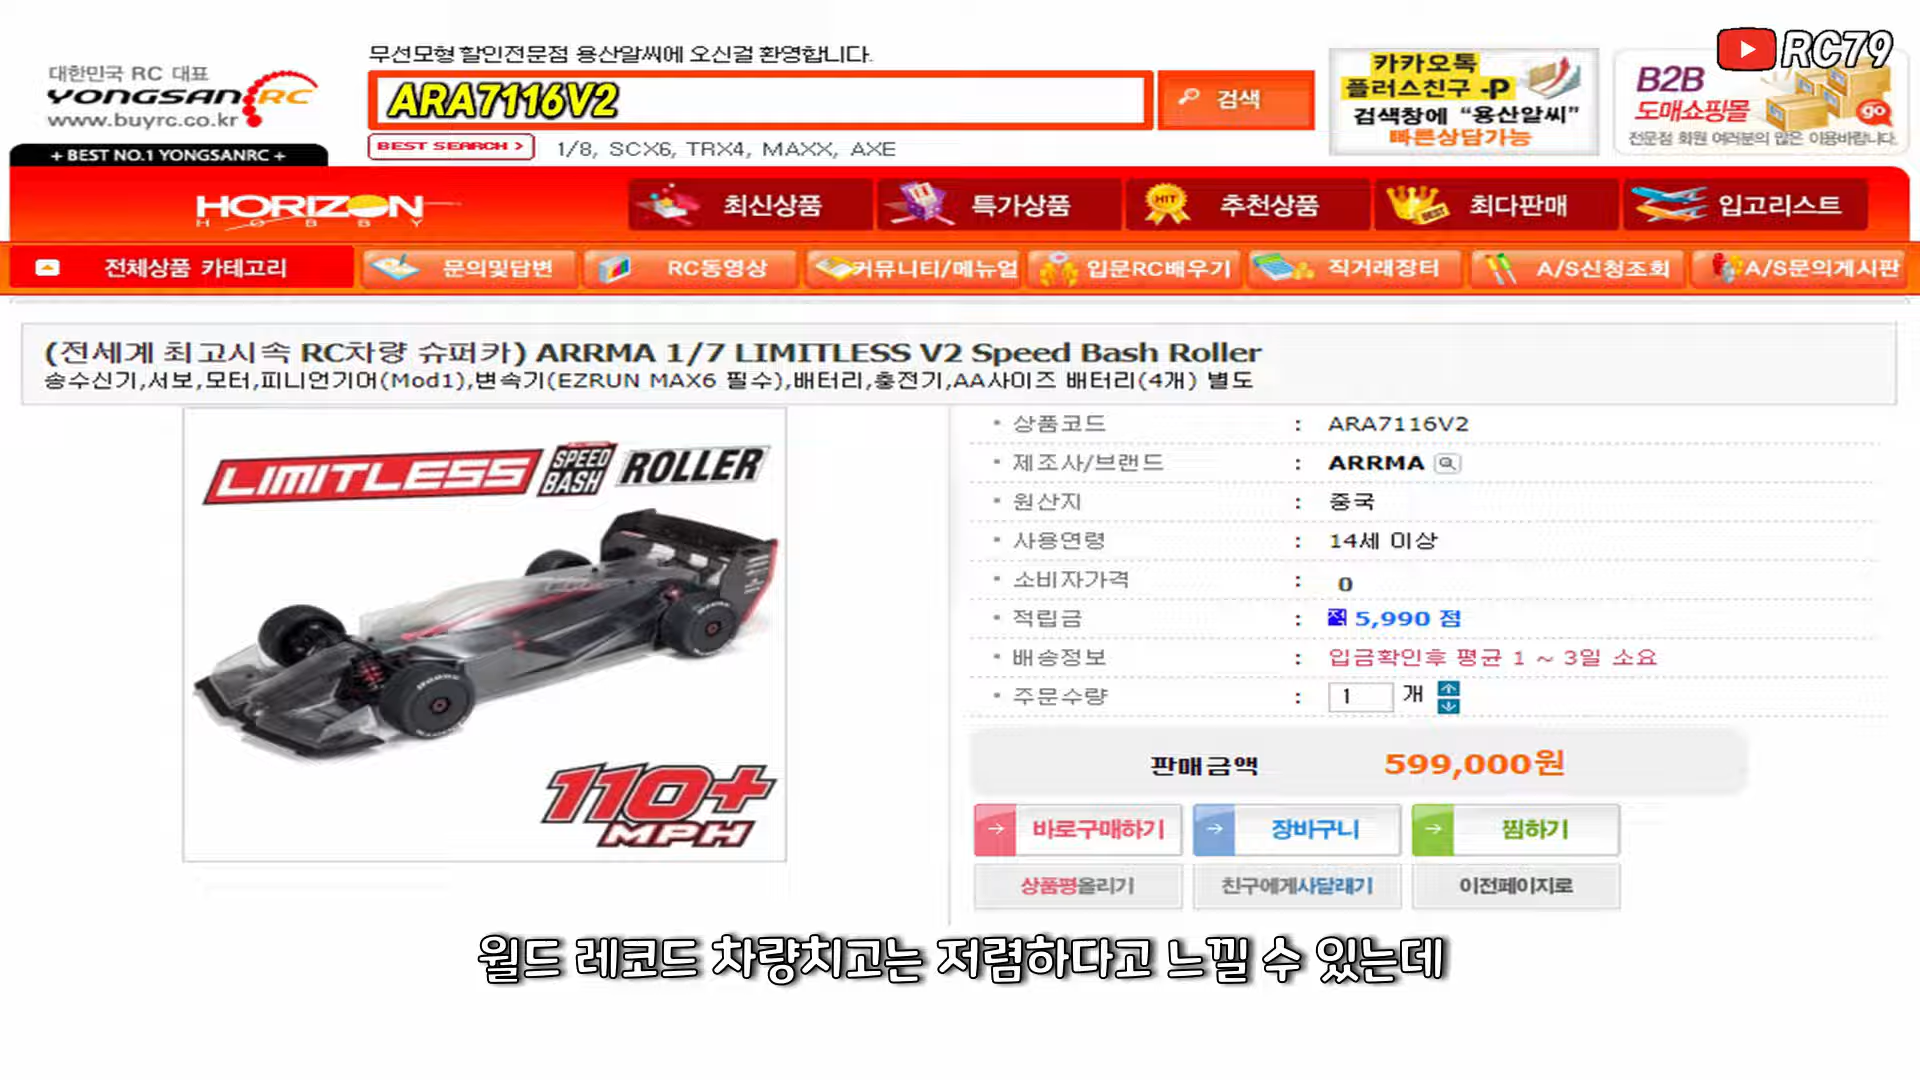 RC79
대한민국 RC 대표
YONGSAN RC
www.buyrc.co.kr
+ BEST NO.1 YONGSANRC +
무선모형 할인전문점 용산알씨에 오신걸 환영합니다.
ARA7116V2
검색
BEST SEARCH > 1/8, SCX6, TRX4, MAXX, AXE
카카오톡
플러스친구 -P
검색창에 "용산알씨"
빠른상담가능
B2B
도매쇼핑몰
go
전문점 회원 여러분의 많은 이용바랍니다.
HORIZON
HOBBY
최신상품
특가상품
HIT
추천상품
BEST
최다판매
입고리스트
전체상품 카테고리
문의및답변
RC동영상
커뮤니티/메뉴얼
입문RC배우기
직거래장터
A/S신청조회
A/S문의게시판
(전세계 최고시속 RC차량 슈퍼카) ARRMA 1/7 LIMITLESS V2 Speed Bash Roller
송수신기,서보,모터,피니언기어(Mod1),변속기(EZRUN MAX6 필수),배터리,충전기,AA사이즈 배터리(4개) 별도
LIMITLESS SPEED BASH ROLLER
110+
MPH
상품코드 : ARA7116V2
제조사/브랜드 : ARRMA
원산지 : 중국
사용연령 : 14세 이상
소비자가격 : 0
적립금 : 적 5,990 점
배송정보 : 입금확인후 평균 1 ~ 3일 소요
주문수량 : 1 개
판매금액 599,000원
바로구매하기
장바구니
찜하기
상품평올리기
친구에게사달래기
이전페이지로
월드 레코드 차량치고는 저렴하다고 느낄 수 있는데